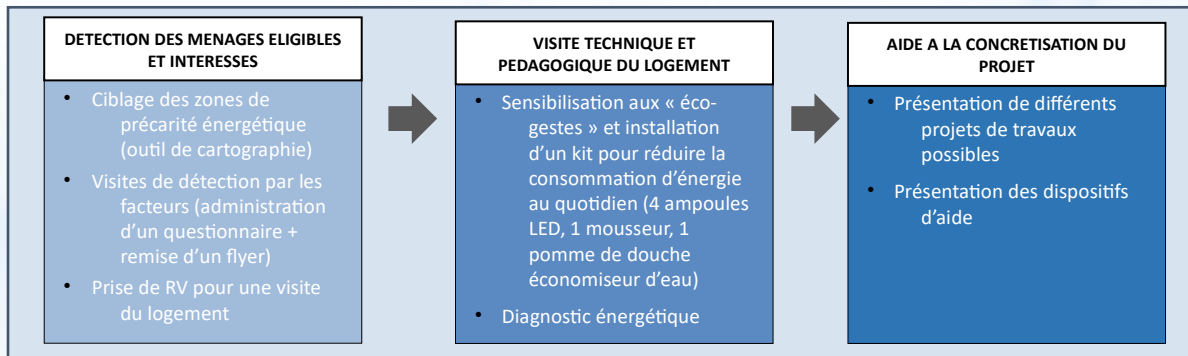 DETECTION DES MENAGES ELIGIBLES
ET INTERESSES
• Ciblage des zones de
précarité énergétique
(outil de cartographie)
• Visites de détection par les
facteurs (administration
d'un questionnaire +
remise d'un flyer)
• Prise de RV pour une visite
du logement
VISITE TECHNIQUE ET
PEDAGOGIQUE DU LOGEMENT
• Sensibilisation aux « éco-
gestes » et installation
d'un kit pour réduire la
consommation d'énergie
au quotidien (4 ampoules
LED, 1 mousseur, 1
pomme de douche
économiseur d'eau)
• Diagnostic énergétique
AIDE A LA CONCRETISATION DU
PROJET
• Présentation de différents
projets de travaux
possibles
• Présentation des dispositifs
d'aide